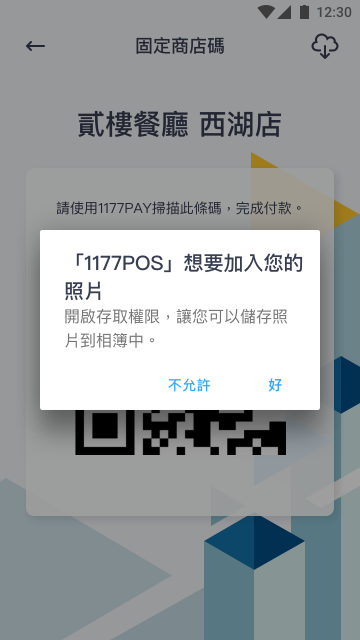 12:30
固定商店碼
貳樓餐廳 西湖店
請使用1177PAY掃描此條碼，完成付款。
「1177POS」想要加入您的
照片
開啟存取權限，讓您可以儲存照
片到相簿中。
不允許 好